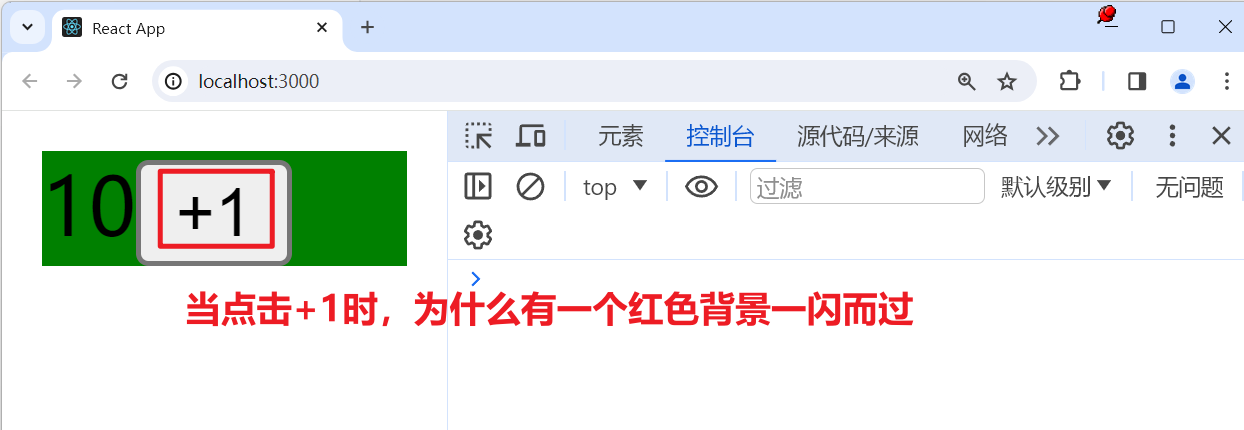 React App
localhost:3000
元素 控制台 源代码/来源 网络
top 过滤 默认级别 无问题
10 +1
当点击+1时，为什么有一个红色背景一闪而过